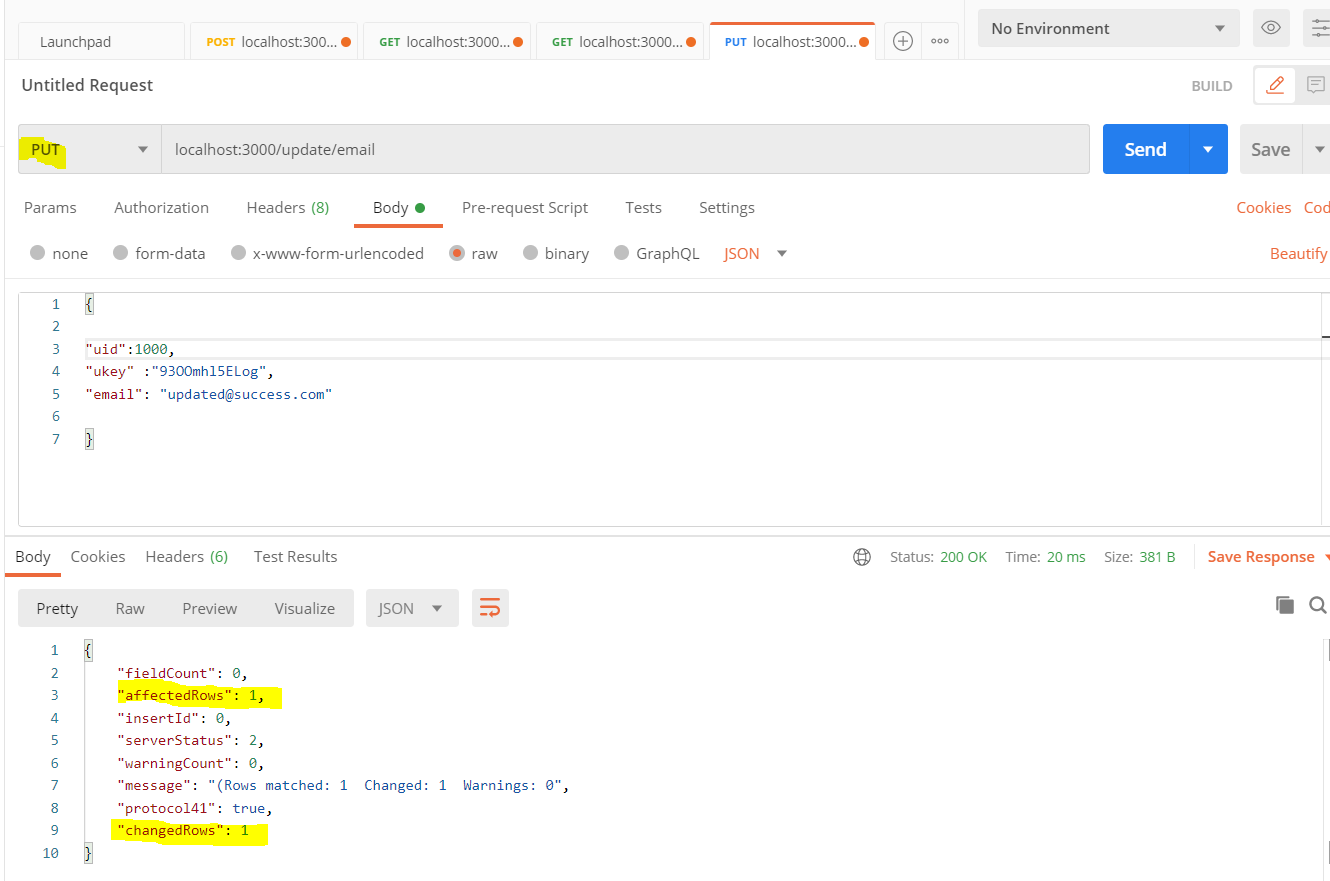 Launchpad POST localhost:300... GET localhost:3000... GET localhost:3000... PUT localhost:3000... No Environment
Untitled Request BUILD
PUT localhost:3000/update/email Send Save
Params Authorization Headers (8) Body Pre-request Script Tests Settings Cookies Cod
none form-data x-www-form-urlencoded raw binary GraphQL JSON Beautify
1 {
2
3 "uid":1000,
4 "ukey" :"93OOmhl5ELog",
5 "email": "updated@success.com"
6
7 }
Body Cookies Headers (6) Test Results Status: 200 OK Time: 20 ms Size: 381 B Save Response
Pretty Raw Preview Visualize JSON
1 {
2 "fieldCount": 0,
3 "affectedRows": 1,
4 "insertId": 0,
5 "serverStatus": 2,
6 "warningCount": 0,
7 "message": "(Rows matched: 1  Changed: 1  Warnings: 0",
8 "protocol41": true,
9 "changedRows": 1
10 }